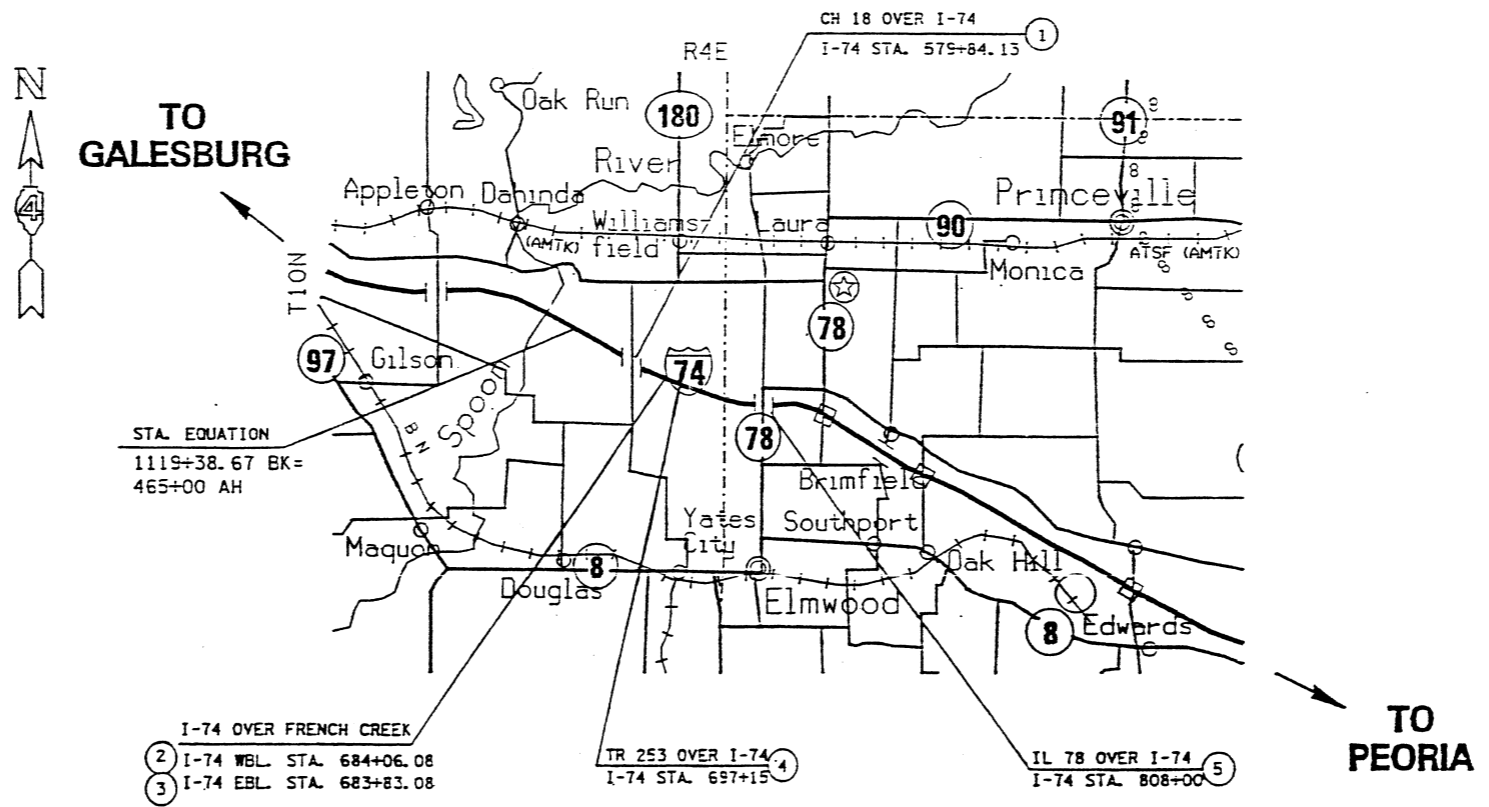 CH 18 OVER I-74
I-74 STA. 579+84.13
1
R4E
N
4
TO
GALESBURG
Oak Run
180
Elmore
91
River
Appleton
Dahinda
(AMTK)
Williams-
field
Laura
90
Princeville
Monica
ATSF (AMTK)
T10N
78
97
Gilson
74
Spoon
BN
78
STA. EQUATION
1119+38.67 BK=
465+00 AH
Brimfield
Maquon
Yates
City
Southport
Oak Hill
Douglas
8
Elmwood
8
Edwards
I-74 OVER FRENCH CREEK
2
I-74 WBL. STA. 684+06.08
3
I-74 EBL. STA. 683+83.08
TR 253 OVER I-74
I-74 STA. 697+15
4
IL 78 OVER I-74
I-74 STA. 808+00
5
TO
PEORIA